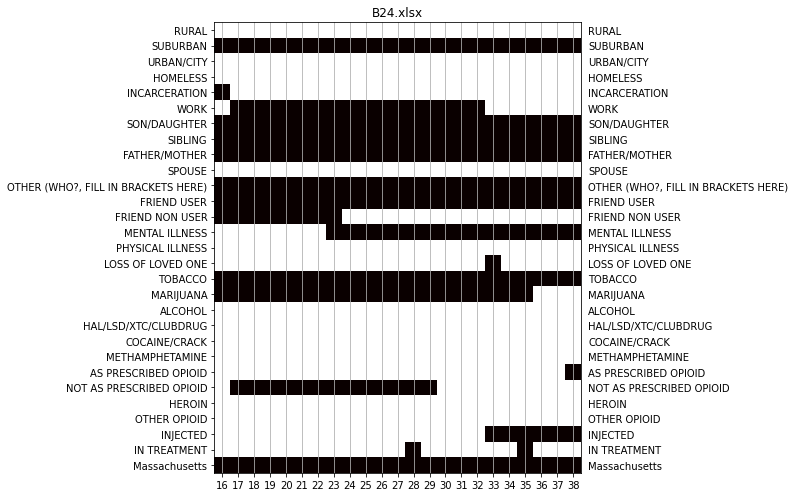 B24.xlsx
RURAL RURAL
SUBURBAN SUBURBAN
URBAN/CITY URBAN/CITY
HOMELESS HOMELESS
INCARCERATION INCARCERATION
WORK WORK
SON/DAUGHTER SON/DAUGHTER
SIBLING SIBLING
FATHER/MOTHER FATHER/MOTHER
SPOUSE SPOUSE
OTHER (WHO?, FILL IN BRACKETS HERE) OTHER (WHO?, FILL IN BRACKETS HERE)
FRIEND USER FRIEND USER
FRIEND NON USER FRIEND NON USER
MENTAL ILLNESS MENTAL ILLNESS
PHYSICAL ILLNESS PHYSICAL ILLNESS
LOSS OF LOVED ONE LOSS OF LOVED ONE
TOBACCO TOBACCO
MARIJUANA MARIJUANA
ALCOHOL ALCOHOL
HAL/LSD/XTC/CLUBDRUG HAL/LSD/XTC/CLUBDRUG
COCAINE/CRACK COCAINE/CRACK
METHAMPHETAMINE METHAMPHETAMINE
AS PRESCRIBED OPIOID AS PRESCRIBED OPIOID
NOT AS PRESCRIBED OPIOID NOT AS PRESCRIBED OPIOID
HEROIN HEROIN
OTHER OPIOID OTHER OPIOID
INJECTED INJECTED
IN TREATMENT IN TREATMENT
Massachusetts Massachusetts
16 17 18 19 20 21 22 23 24 25 26 27 28 29 30 31 32 33 34 35 36 37 38